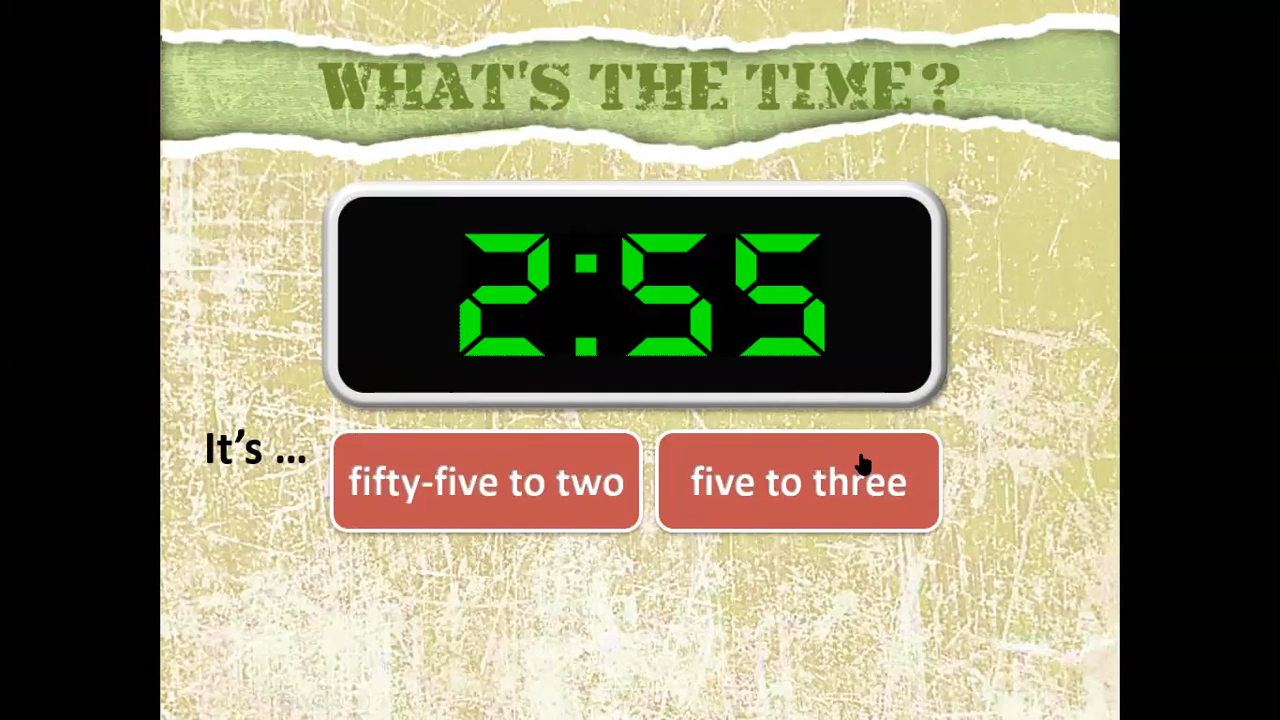 WHAT'S THE TIME?
2:55
It's ...
fifty-five to two
five to three